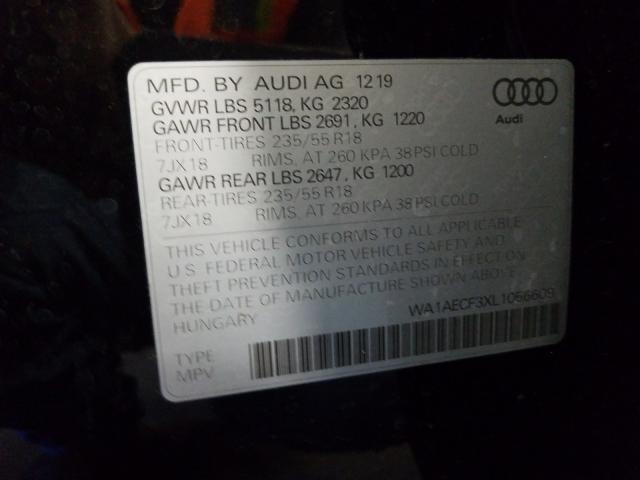 MFD. BY AUDI AG 12 19
GVWR LBS 5118, KG 2320
GAWR FRONT LBS 2691, KG 1220
FRONT-TIRES 235/55 R18
7JX18 RIMS, AT 260 KPA 38 PSI COLD
GAWR REAR LBS 2647, KG 1200
REAR-TIRES 235/55 R18
7JX18 RIMS, AT 260 KPA 38 PSI COLD
Audi
THIS VEHICLE CONFORMS TO ALL APPLICABLE
U.S. FEDERAL MOTOR VEHICLE SAFETY AND
THEFT PREVENTION STANDARDS IN EFFECT ON
THE DATE OF MANUFACTURE SHOWN ABOVE.
HUNGARY
WA1AECF3XL1056609
TYPE
MPV